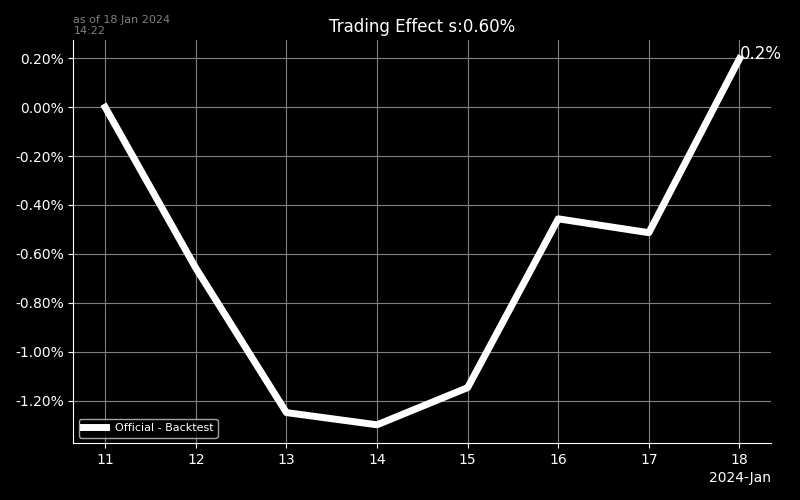 as of 18 Jan 2024
14:22
Trading Effect s:0.60%
0.2%
0.20%
0.00%
-0.20%
-0.40%
-0.60%
-0.80%
-1.00%
-1.20%
Official - Backtest
11 12 13 14 15 16 17 18
2024-Jan